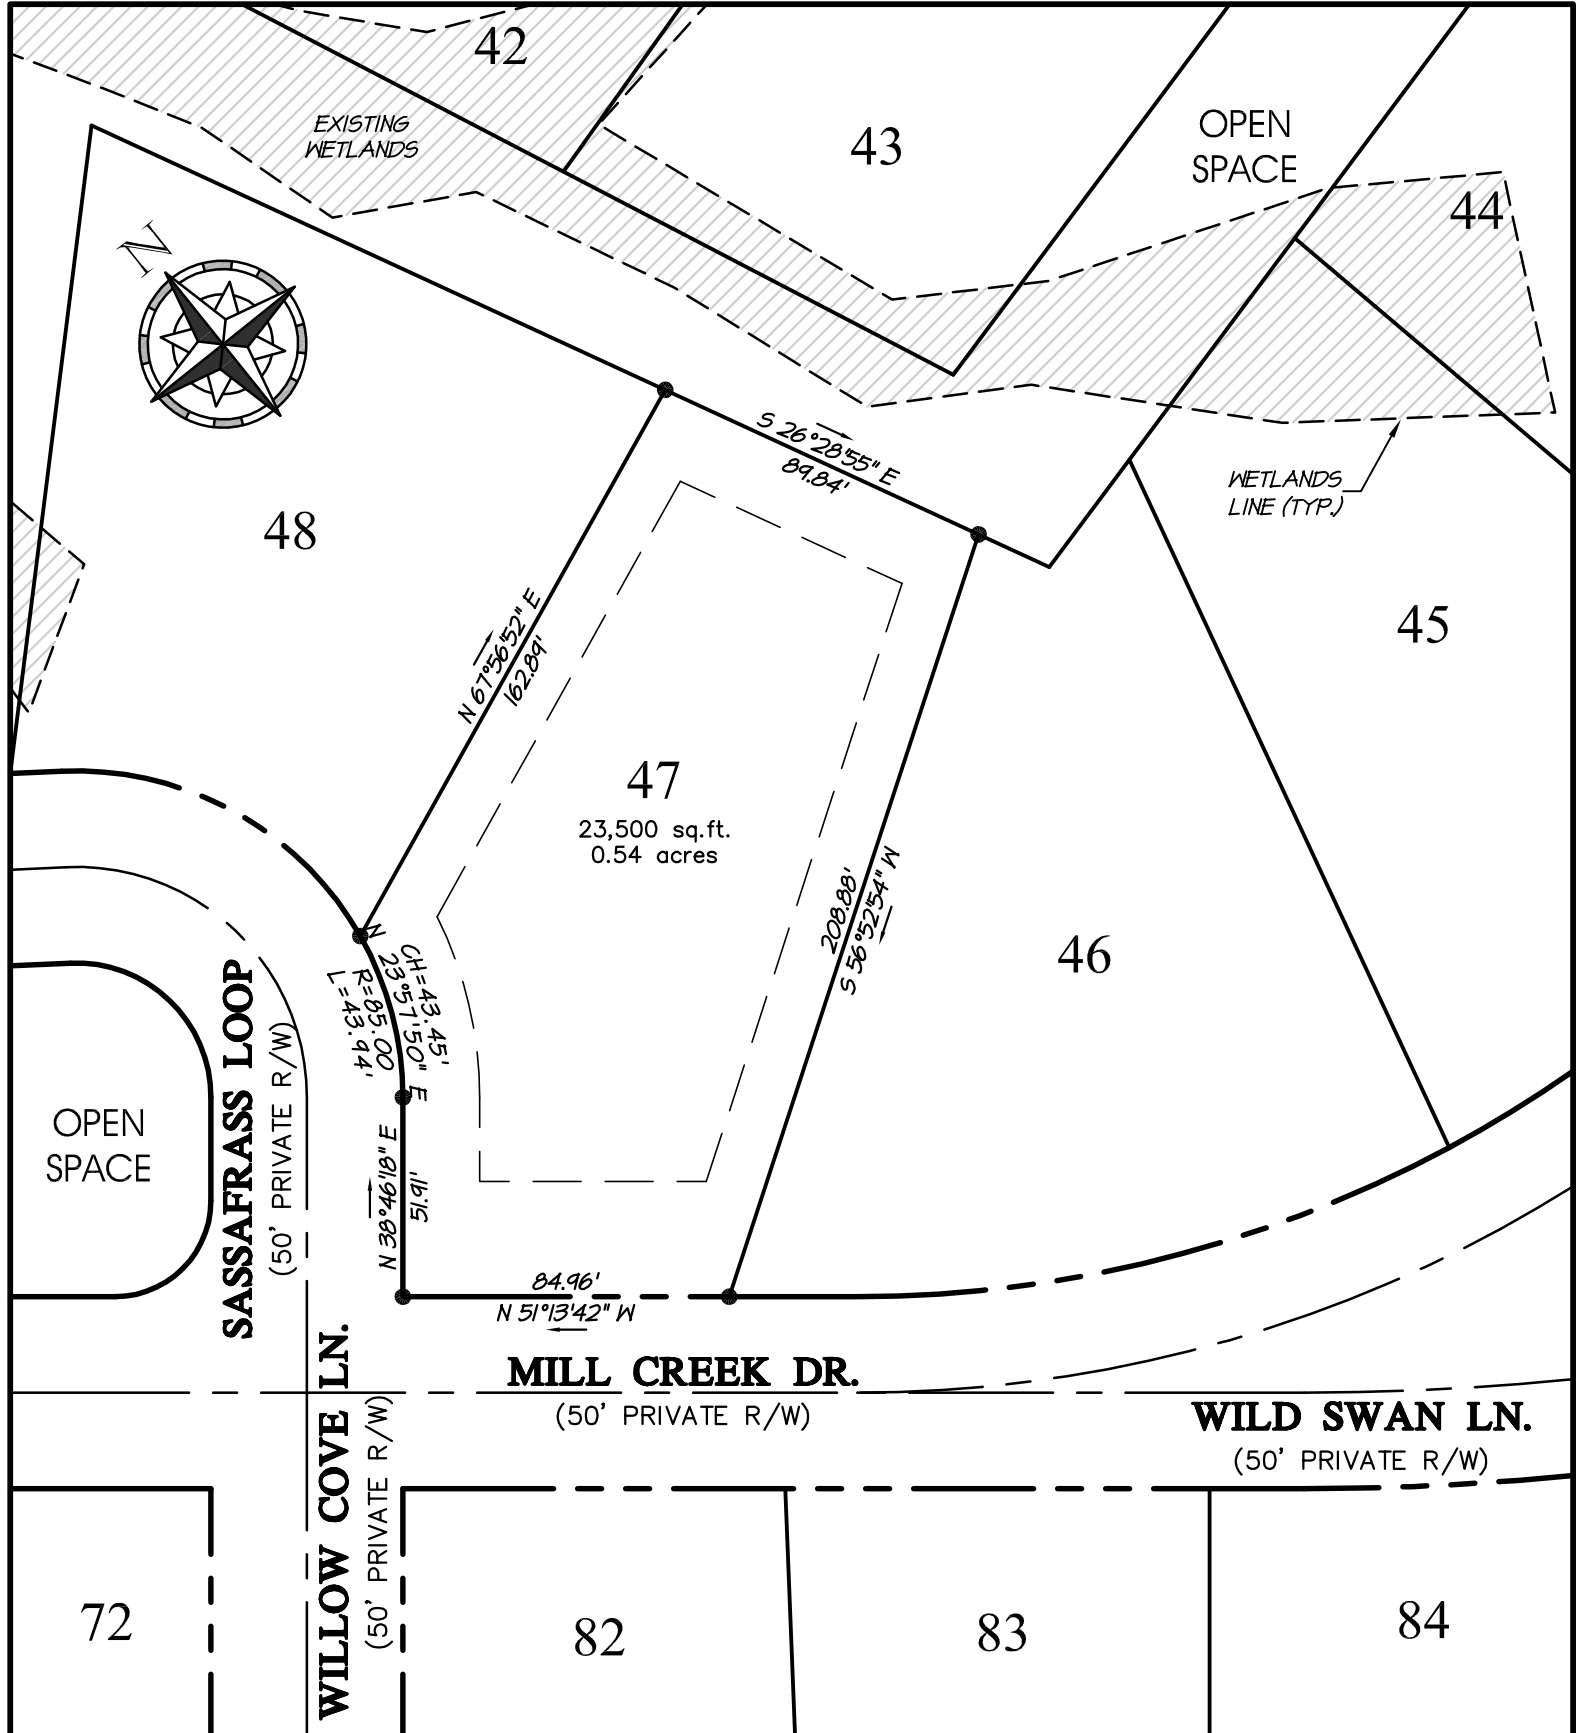 42
EXISTING
WETLANDS
43
OPEN
SPACE
44
N
S 26°28'55" E
89.84'
WETLANDS
LINE (TYP.)
48
45
N 67°56'52" E
162.89'
47
23,500 sq.ft.
0.54 acres
208.88'
S 56°52'54" W
46
CH=43.45'
N 23°57'50" E
R=85.00
L=43.94'
SASSAFRASS LOOP
(50' PRIVATE R/W)
OPEN
SPACE
N 38°46'18" E
51.91'
84.96'
N 51°13'42" W
MILL CREEK DR.
(50' PRIVATE R/W)
WILD SWAN LN.
(50' PRIVATE R/W)
WILLOW COVE LN.
(50' PRIVATE R/W)
72
82
83
84